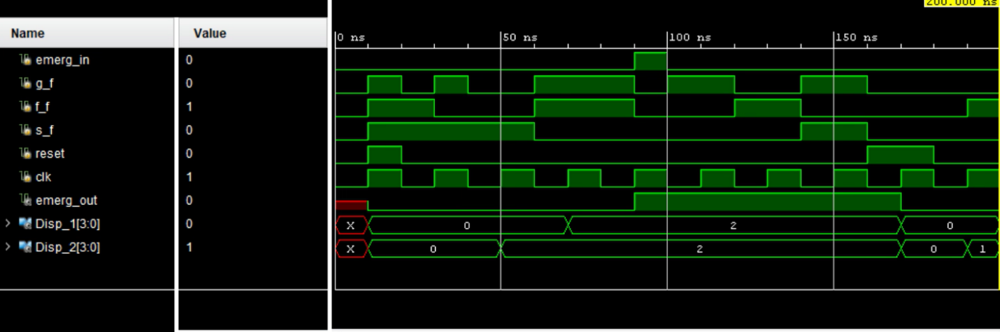 200.000 ns
Name Value
0 ns 50 ns 100 ns 150 ns
emerg_in 0
g_f 0
f_f 1
s_f 0
reset 0
clk 1
emerg_out 0
Disp_1[3:0] 0 X 0 2 0
Disp_2[3:0] 1 X 0 2 0 1